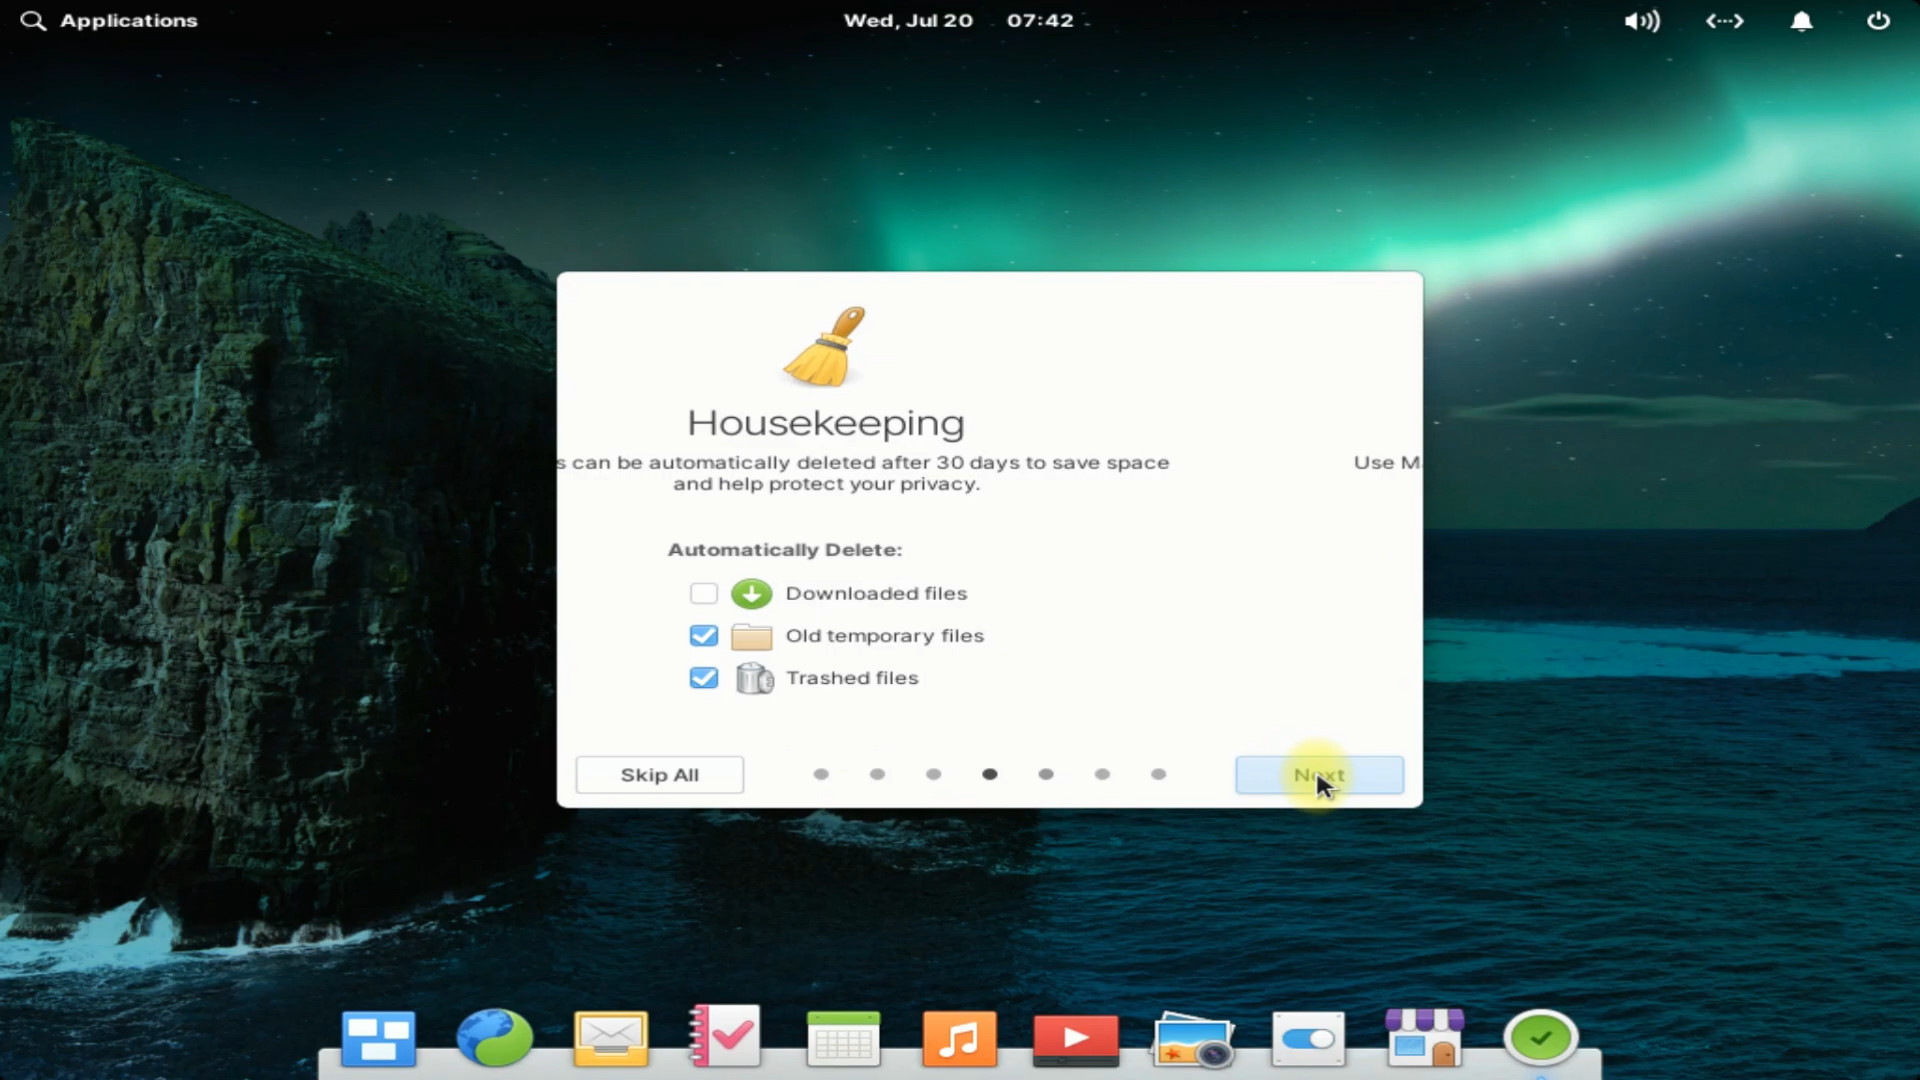 Applications
Wed, Jul 20 07:42
Housekeeping
s can be automatically deleted after 30 days to save space
and help protect your privacy.
Use M
Automatically Delete:
Downloaded files
Old temporary files
Trashed files
Skip All
Next